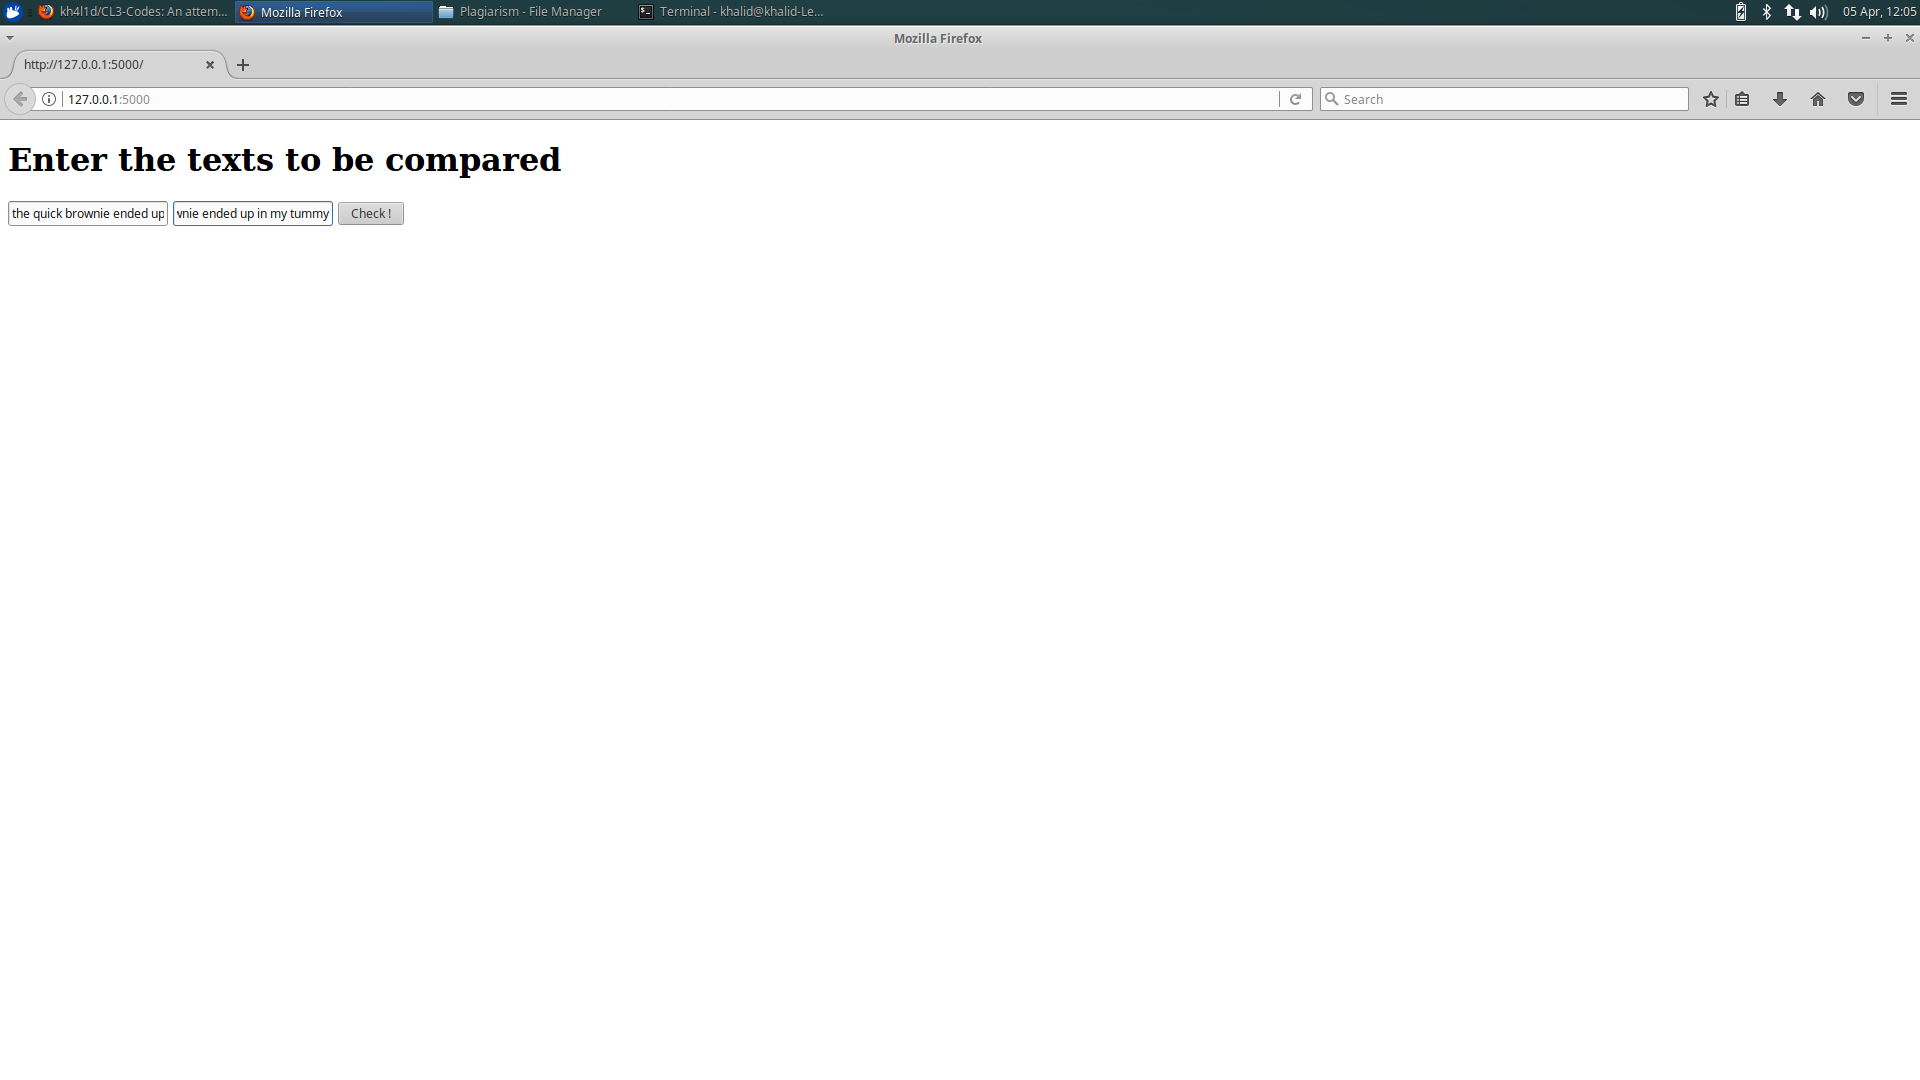 kh4l1d/CL3-Codes: An attem...
Mozilla Firefox
Plagiarism - File Manager
Terminal - khalid@khalid-Le...
05 Apr, 12:05
Mozilla Firefox
http://127.0.0.1:5000/
127.0.0.1:5000
Search
Enter the texts to be compared
the quick brownie ended up
vnie ended up in my tummy
Check !